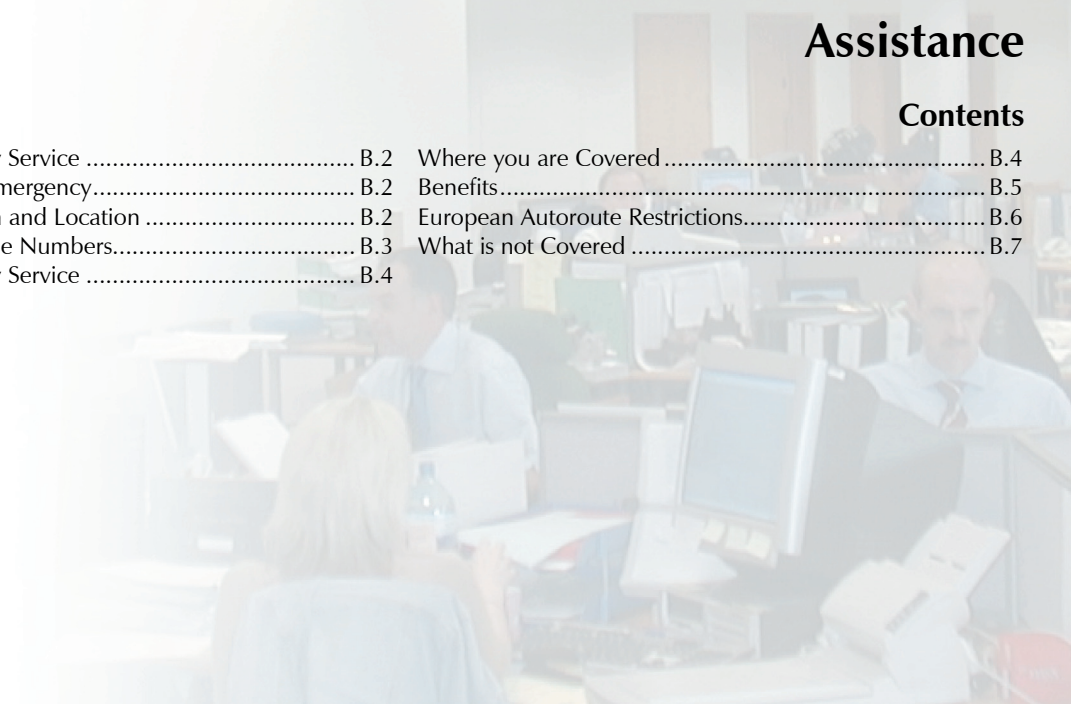 Assistance
Contents
Service ......................................... B.2
........................................ B.2
and Location ................................ B.2
Numbers..................................... B.3
Service ......................................... B.4
Where you are Covered ................................................. B.4
Benefits.......................................................................... B.5
European Autoroute Restrictions..................................... B.6
What is not Covered ...................................................... B.7